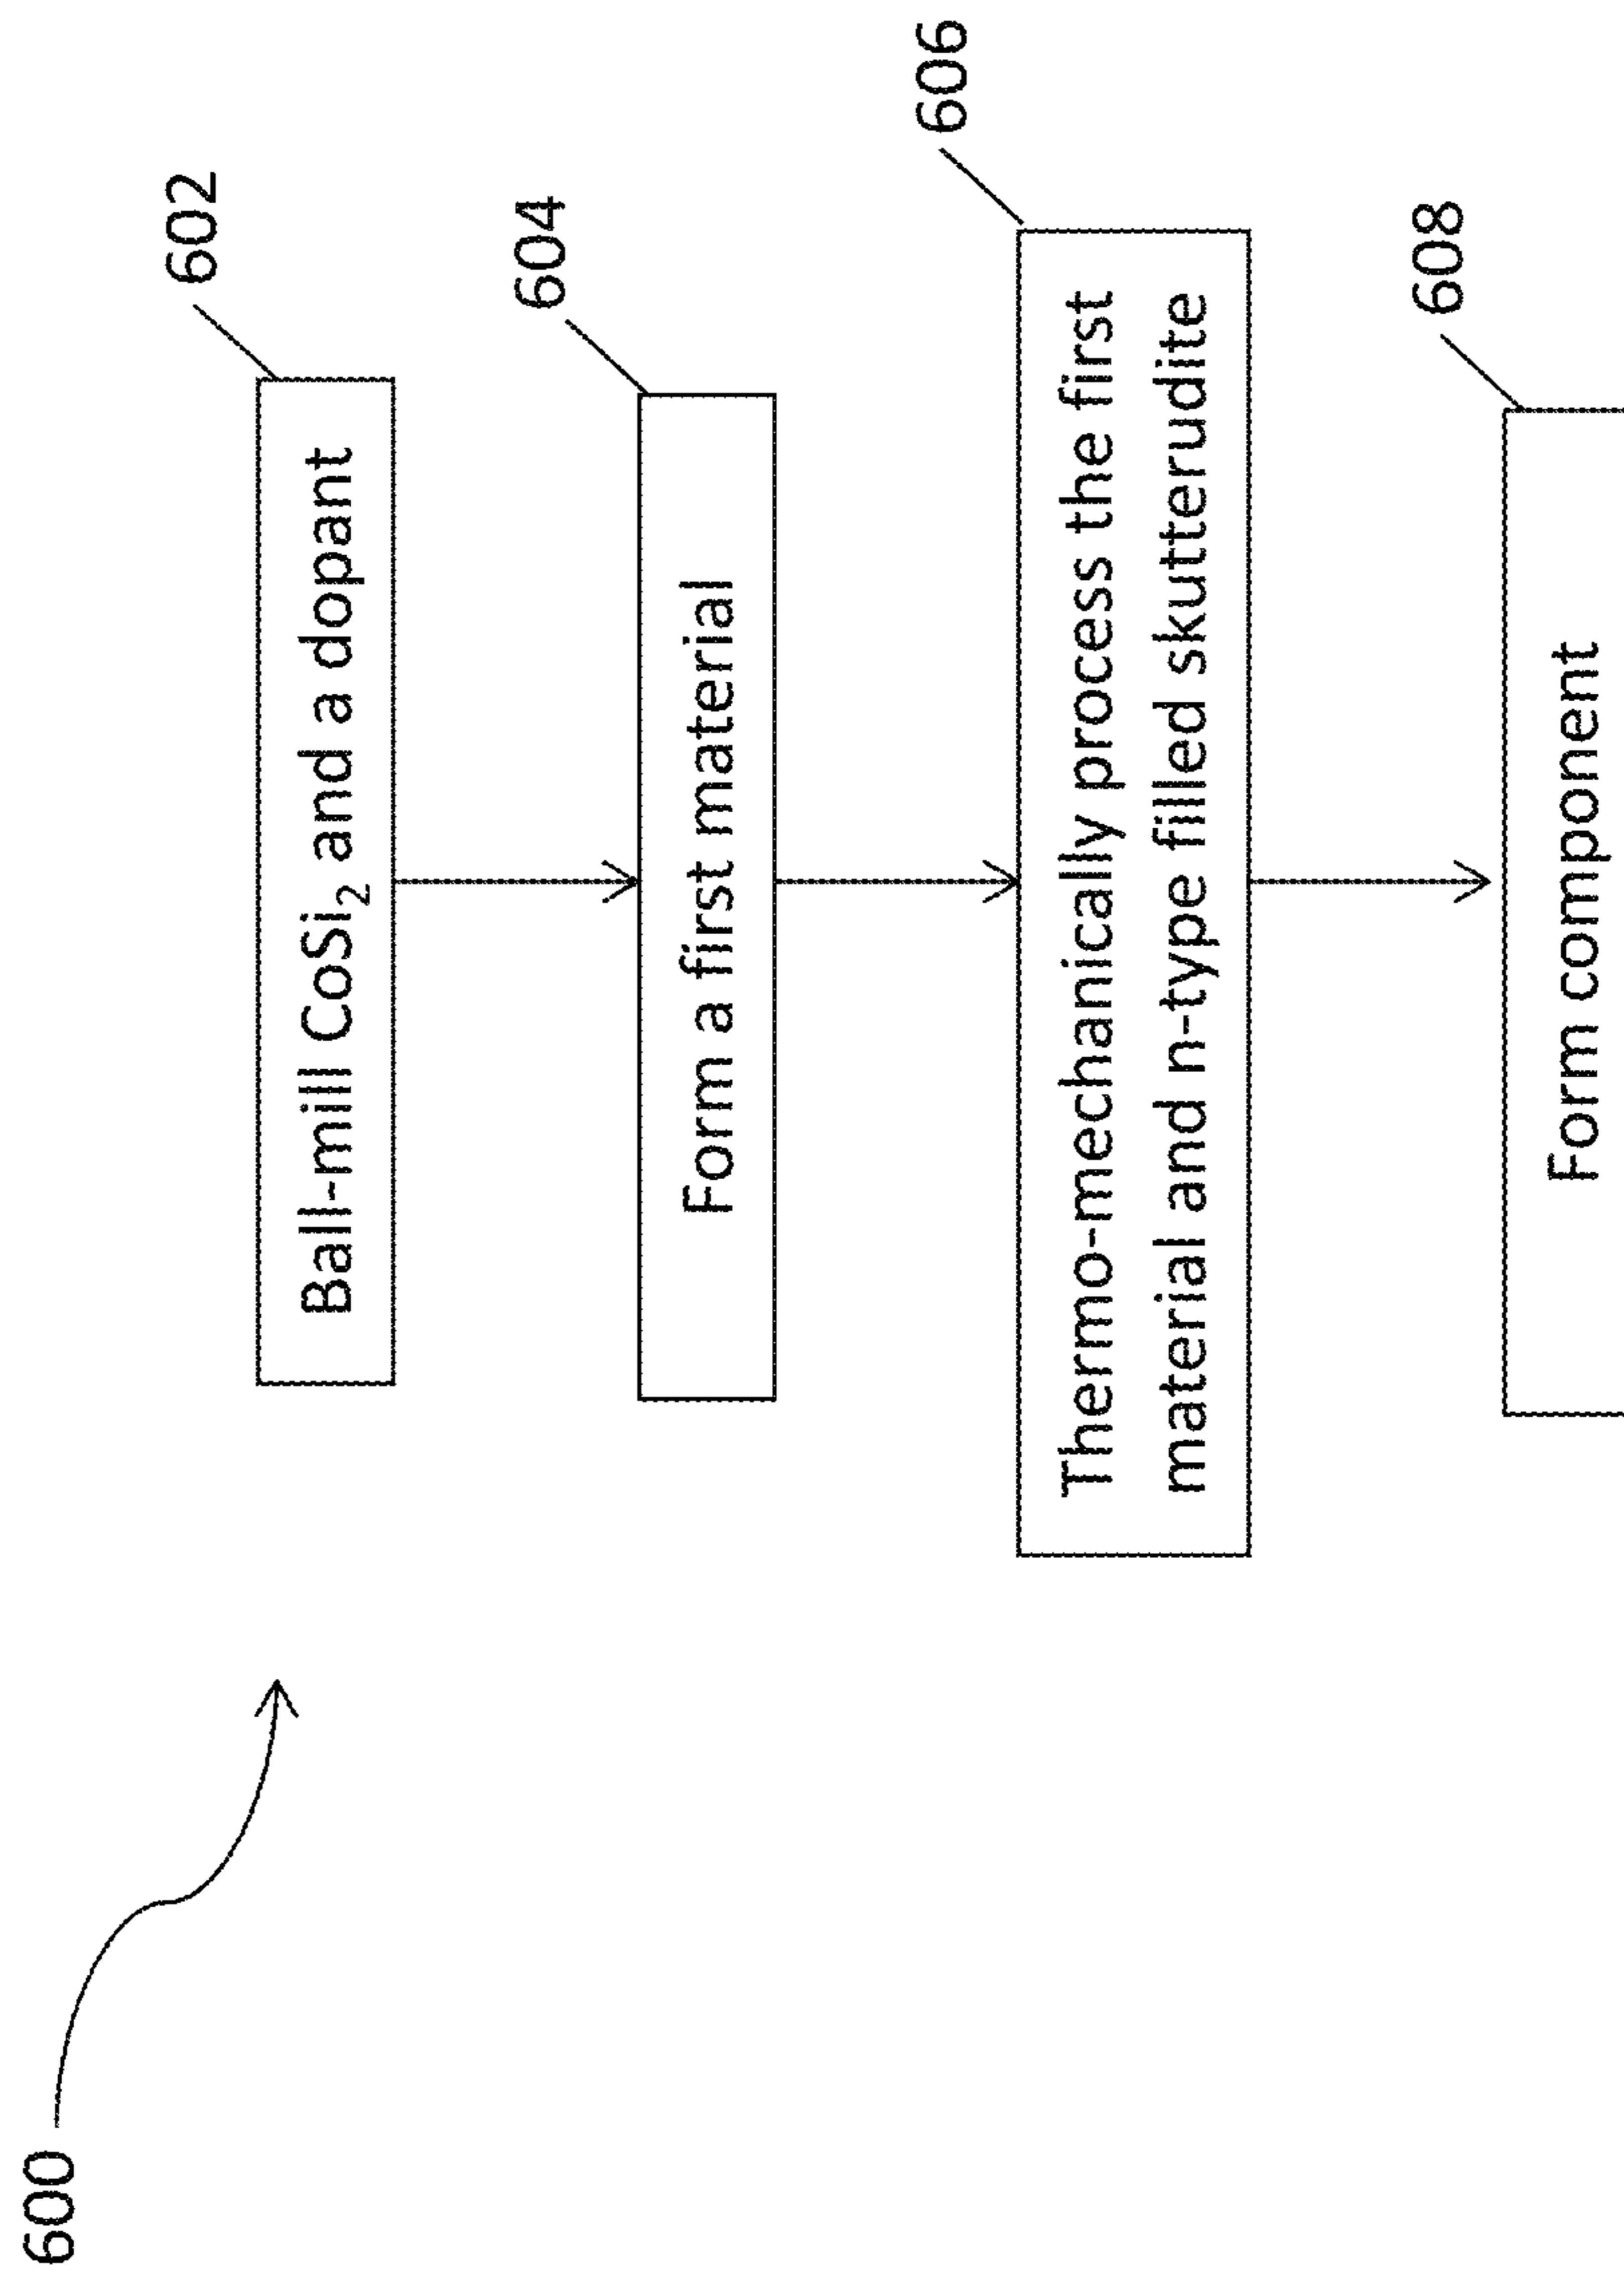 600
602
Ball-mill CoSi₂ and a dopant
604
Form a first material
606
Thermo-mechanically process the first
material and n-type filled skutterudite
608
Form component